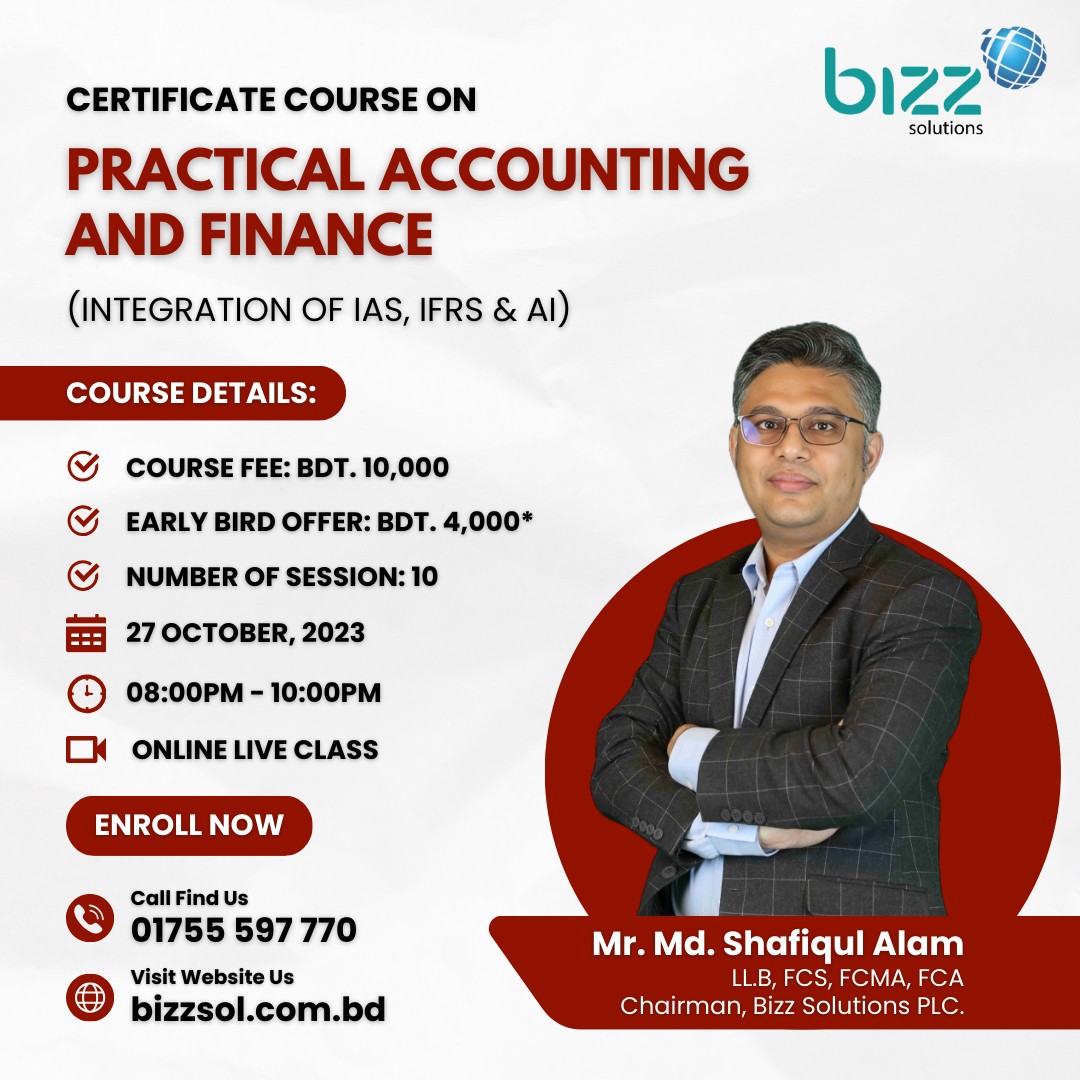 bizz
solutions
CERTIFICATE COURSE ON
PRACTICAL ACCOUNTING
AND FINANCE
(INTEGRATION OF IAS, IFRS & AI)
COURSE DETAILS:
COURSE FEE: BDT. 10,000
EARLY BIRD OFFER: BDT. 4,000*
NUMBER OF SESSION: 10
27 OCTOBER, 2023
08:00PM - 10:00PM
ONLINE LIVE CLASS
ENROLL NOW
Call Find Us
01755 597 770
Visit Website Us
bizzsol.com.bd
Mr. Md. Shafiqul Alam
LL.B, FCS, FCMA, FCA
Chairman, Bizz Solutions PLC.